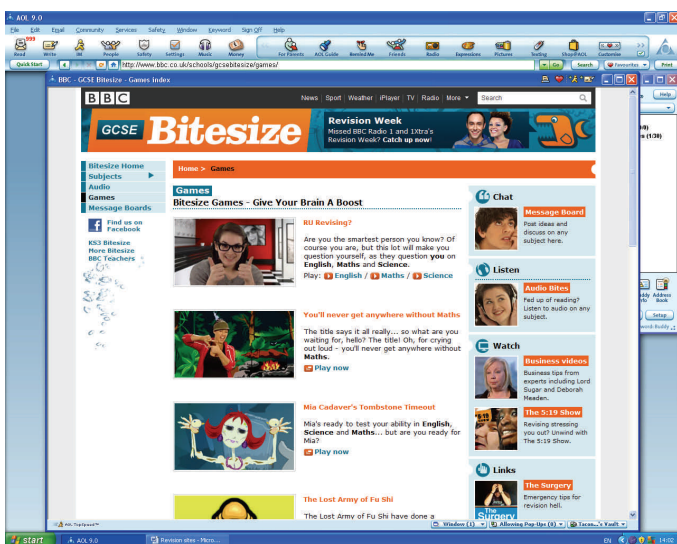 AOL 9.0
File Edit Email Community Services Safety Window Keyword Sign Off Help
999
Read Write IM People Safety Settings Music Money For Parents AOL Guide Remind Me Friends Radio Expressions Pictures Texting Shop@AOL Customise
Quick Start http://www.bbc.co.uk/schools/gcsebitesize/games/ Go Search Favourites Print
BBC - GCSE Bitesize - Games index
Help
BBC
News Sport Weather iPlayer TV Radio More Search
GCSE Bitesize
Revision Week
Missed BBC Radio 1 and 1Xtra's
Revision Week? Catch up now!
(1/30)
Bitesize Home
Subjects
Audio
Games
Message Boards
Find us on
Facebook
KS3 Bitesize
More Bitesize
BBC Teachers
Home > Games
Games
Bitesize Games - Give Your Brain A Boost
RU Revising?
Are you the smartest person you know? Of
course you are, but this lot will make you
question yourself, as they question you on
English, Maths and Science.
Play: English / Maths / Science
You'll never get anywhere without Maths
The title says it all really... so what are you
waiting for, hello? The title! Oh, for crying
out loud - you'll never get anywhere without
Maths.
Play now
Mia Cadaver's Tombstone Timeout
Mia's ready to test your ability in English,
Science and Maths... but are you ready for
Mia?
Play now
The Lost Army of Fu Shi
The Lost Army of Fu Shi have done a
Chat
Message Board
Post ideas and
discuss on any
subject here.
Listen
Audio Bites
Fed up of reading?
Listen to audio on any
subject.
Watch
Business videos
Business tips from
experts including Lord
Sugar and Deborah
Meaden.
The 5:19 Show
Revising stressing
you out? Unwind with
The 5:19 Show.
Links
The Surgery
Emergency tips for
revision hell.
The
Surgery
Address
Book
Setup
AOL TopSpeed™
Window (1) Allowing Pop-Ups (0) Vault
start AOL 9.0 Revision sites - Micro... EN 14:02